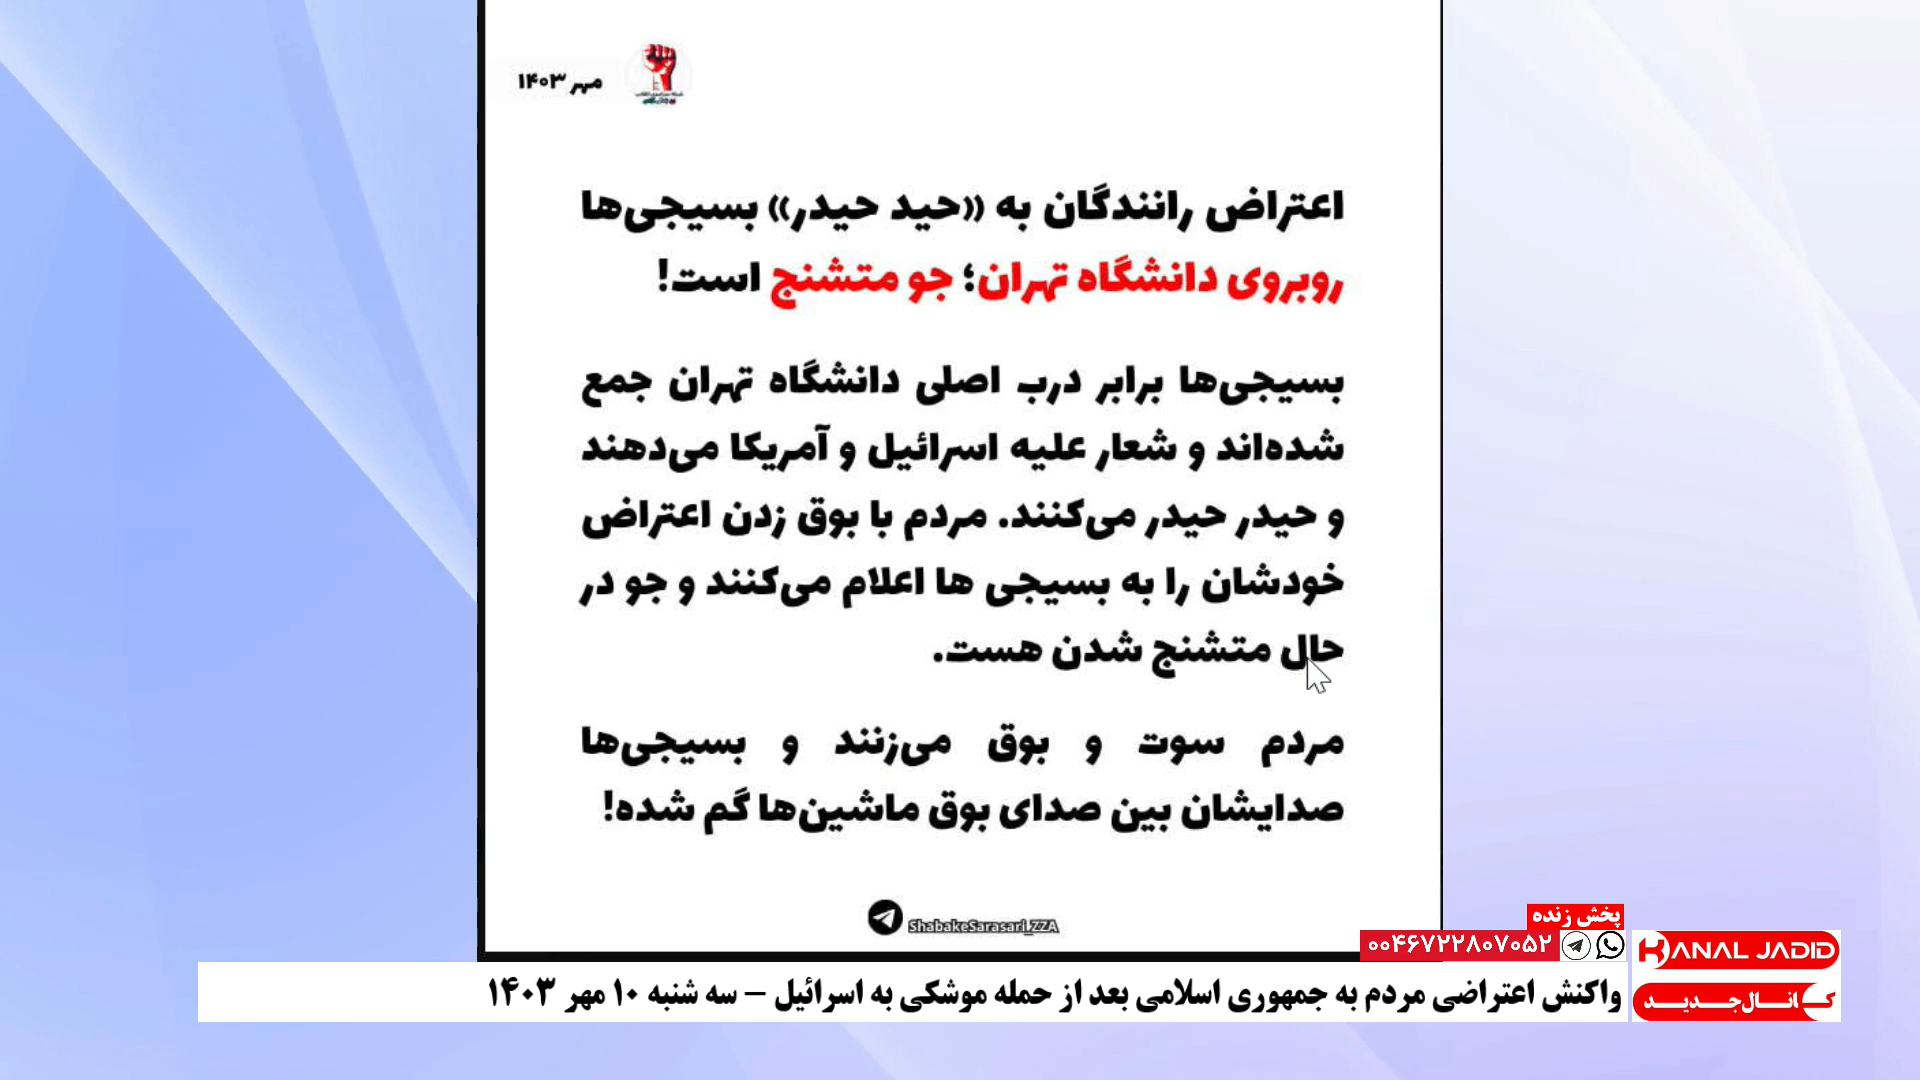 مهر ۱۴۰۳
اعتراض رانندگان به «حید حیدر» بسیجی‌ها
روبروی دانشگاه تهران؛ جو متشنج است!
بسیجی‌ها برابر درب اصلی دانشگاه تهران جمع
شده‌اند و شعار علیه اسرائیل و آمریکا می‌دهند
و حیدر حیدر می‌کنند. مردم با بوق زدن اعتراض
خودشان را به بسیجی ها اعلام می‌کنند و جو در
حال متشنج شدن هست.
مردم سوت و بوق می‌زنند و بسیجی‌ها
صدایشان بین صدای بوق ماشین‌ها گم شده!
ShabakeSarasari_ZZA
پخش زنده
۰۰۴۶۷۲۲۸۰۷۰۵۲
KANAL JADID
کانال جدید
واکنش اعتراضی مردم به جمهوری اسلامی بعد از حمله موشکی به اسرائیل – سه شنبه ۱۰ مهر ۱۴۰۳